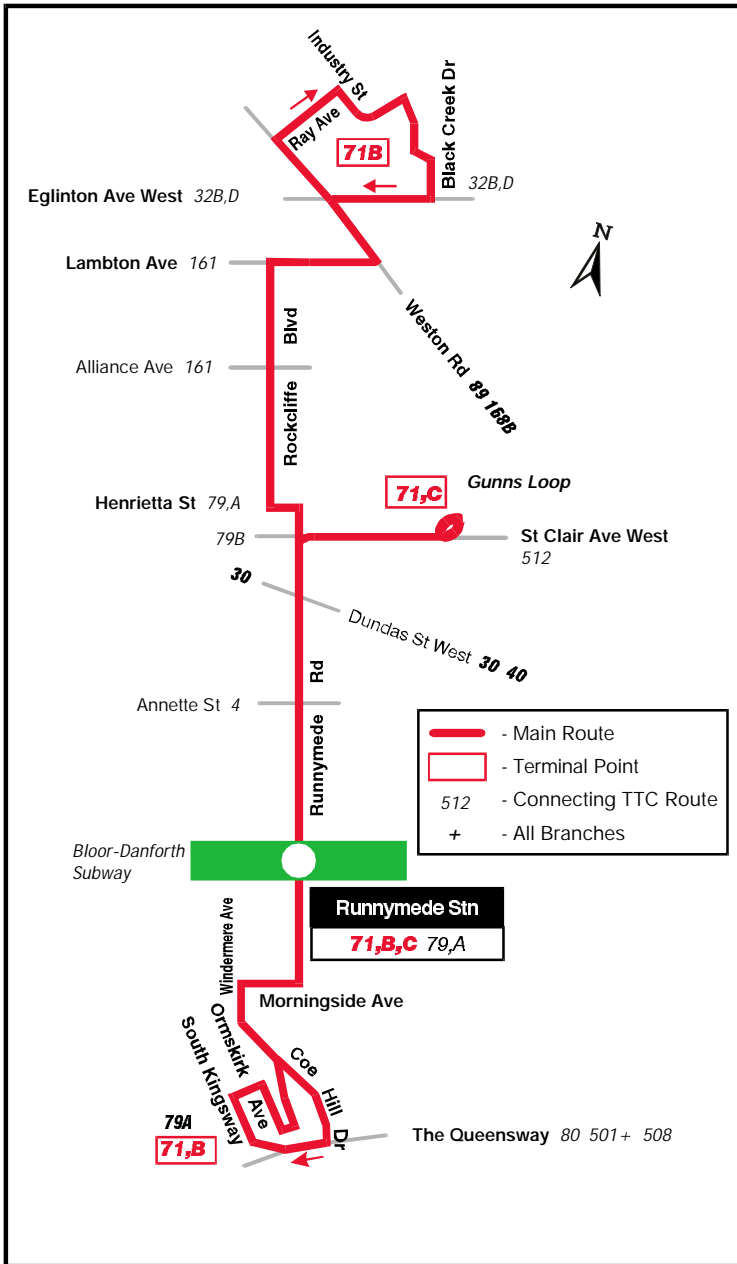 Industry St
Ray Ave
Black Creek Dr
71B
Eglinton Ave West 32B,D
32B,D
N
Lambton Ave 161
Weston Rd 89 168B
Alliance Ave 161
Rockcliffe Blvd
Henrietta St 79,A
71,C
Gunns Loop
79B
St Clair Ave West
512
30
Dundas St West 30 40
Annette St 4
Runnymede Rd
- Main Route
- Terminal Point
512 - Connecting TTC Route
+ - All Branches
Bloor-Danforth
Subway
Runnymede Stn
71,B,C 79,A
Windermere Ave
Morningside Ave
Ormskirk Ave
South Kingsway
Coe Hill Dr
79A
71,B
The Queensway 80 501+ 508